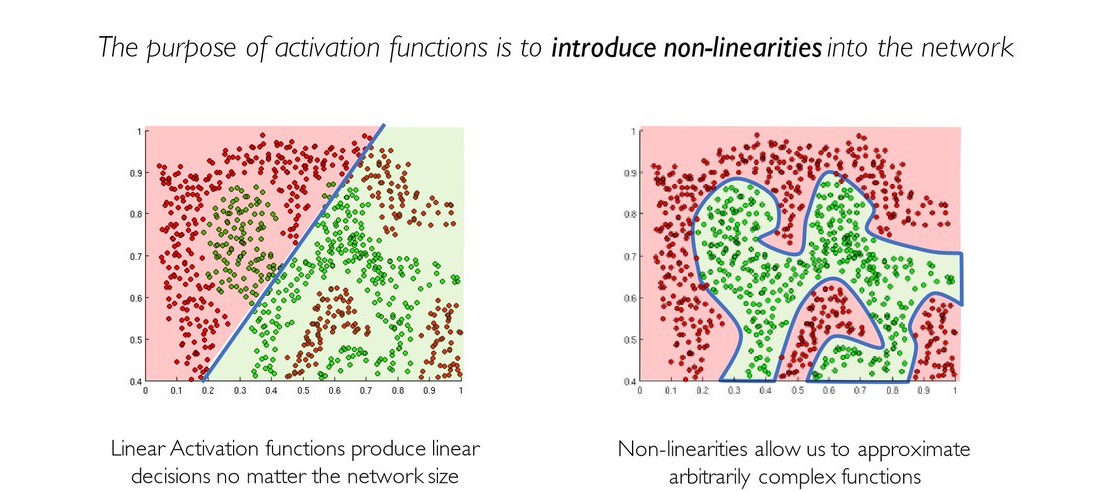 The purpose of activation functions is to introduce non-linearities into the network
1
0.9
0.8
0.7
0.6
0.5
0.4
0 0.1 0.2 0.3 0.4 0.5 0.6 0.7 0.8 0.9 1
1
0.9
0.8
0.7
0.6
0.5
0.4
0 0.1 0.2 0.3 0.4 0.5 0.6 0.7 0.8 0.9 1
Linear Activation functions produce linear
decisions no matter the network size
Non-linearities allow us to approximate
arbitrarily complex functions